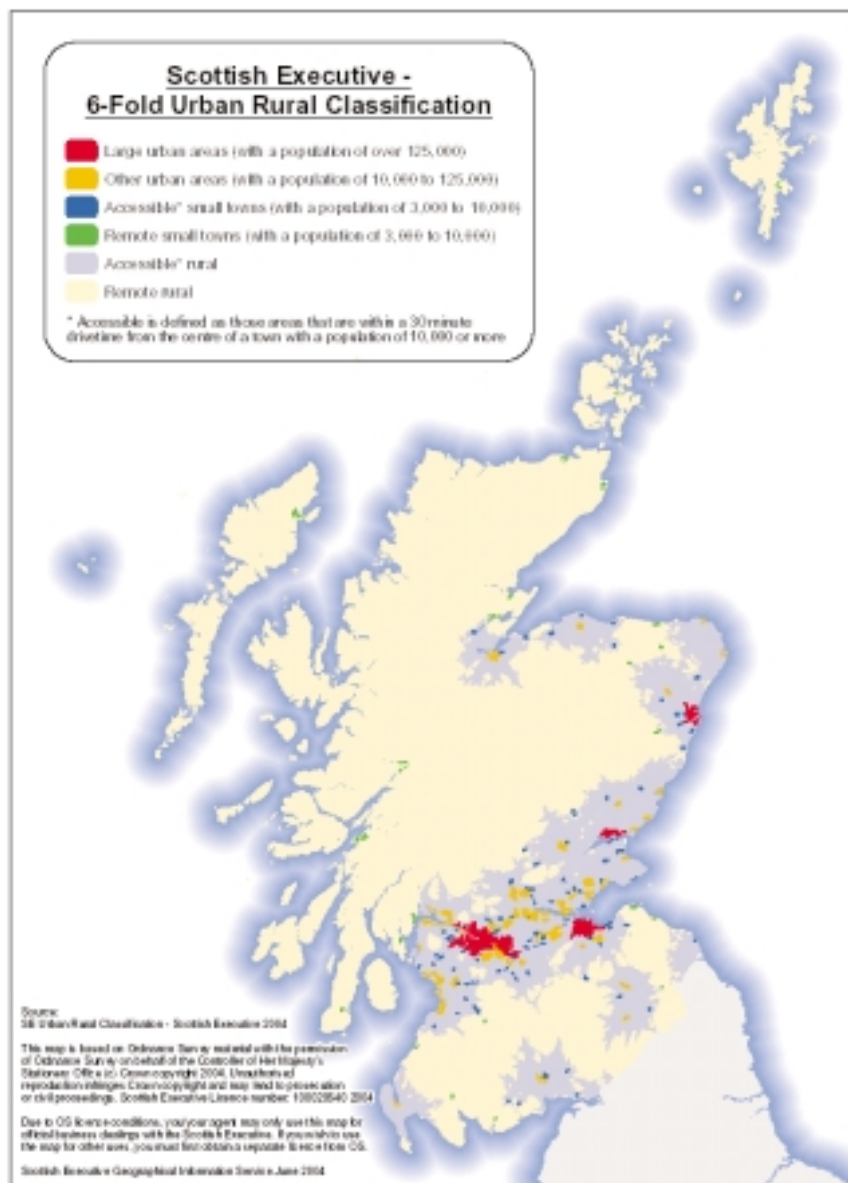 Scottish Executive -
6-Fold Urban Rural Classification
Large urban areas (with a population of over 125,000)
Other urban areas (with a population of 10,000 to 125,000)
Accessible* small towns (with a population of 3,000 to 10,000)
Remote small towns (with a population of 3,000 to 10,000)
Accessible* rural
Remote rural
* Accessible is defined as those areas that are within a 30 minute
drivetime from the centre of a town with a population of 10,000 or more
Source:
SE Urban Rural Classification - Scottish Executive 2004
This map is based on Ordnance Survey material with the permission
of Ordnance Survey on behalf of the Controller of Her Majesty's
Stationery Office (c) Crown copyright 2004. Unauthorised
reproduction infringes Crown copyright and may lead to prosecution
or civil proceedings. Scottish Executive Licence number: 2004
Due to OS licence conditions, you/your agent may only use this map for
official business dealings with the Scottish Executive. If you wish to use
the map for other uses, you must first obtain a separate licence from OS.
Scottish Executive Geographical Information Service June 2004